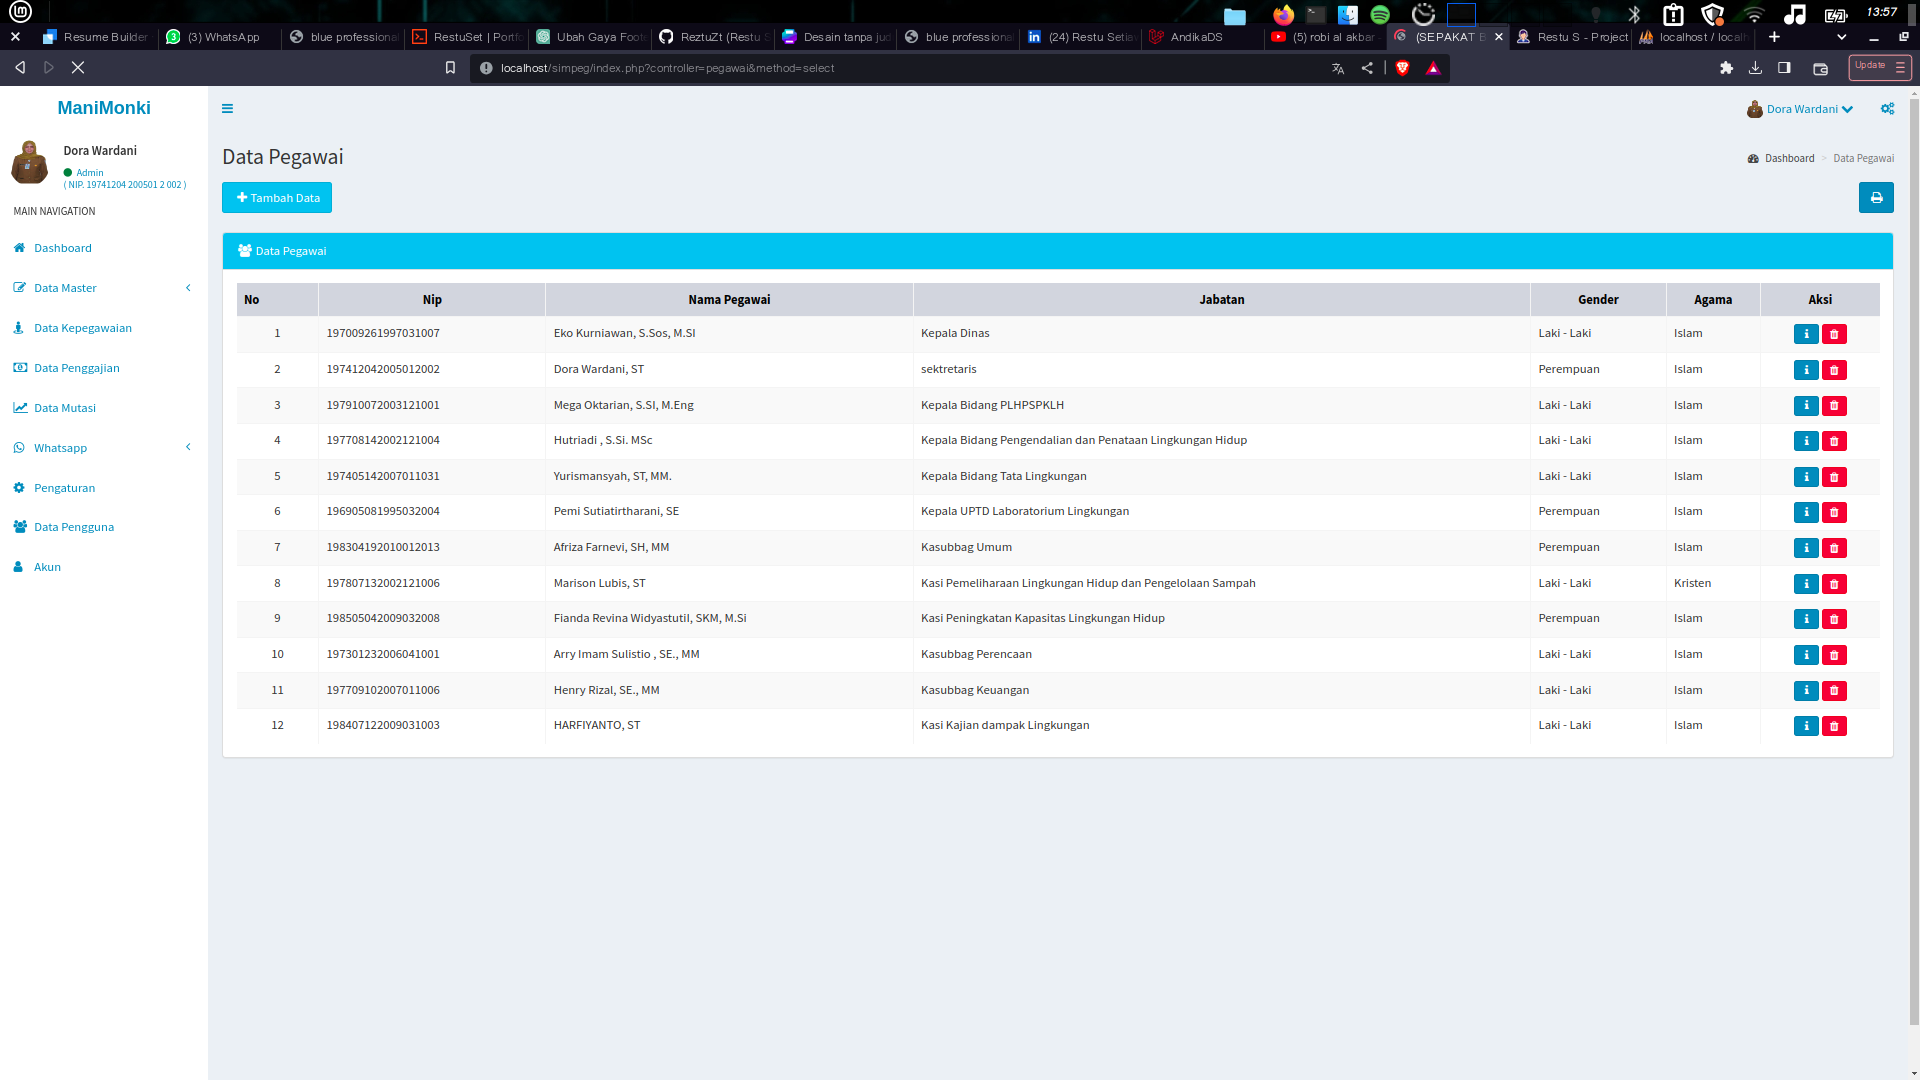 13:57
Resume Builder
(3) WhatsApp
blue professiona
RestuSet | Portfo
Ubah Gaya Foot
ReztuZt (Restu S
Desain tanpa jud
blue professiona
(24) Restu Setia
AndikaDS
(5) robi al akbar
(SEPAKAT B
Restu S - Project
localhost / local
localhost/simpeg/index.php?controller=pegawai&method=select
Update
ManiMonki
Dora Wardani
Dora Wardani
Admin
( NIP. 19741204 200501 2 002 )
MAIN NAVIGATION
Dashboard
Data Master
Data Kepegawaian
Data Penggajian
Data Mutasi
Whatsapp
Pengaturan
Data Pengguna
Akun
Data Pegawai
Dashboard > Data Pegawai
Tambah Data
Data Pegawai
No Nip Nama Pegawai Jabatan Gender Agama Aksi
1 197009261997031007 Eko Kurniawan, S.Sos, M.SI Kepala Dinas Laki - Laki Islam
2 197412042005012002 Dora Wardani, ST sektretaris Perempuan Islam
3 197910072003121001 Mega Oktarian, S.SI, M.Eng Kepala Bidang PLHPSPKLH Laki - Laki Islam
4 197708142002121004 Hutriadi , S.Si. MSc Kepala Bidang Pengendalian dan Penataan Lingkungan Hidup Laki - Laki Islam
5 197405142007011031 Yurismansyah, ST, MM. Kepala Bidang Tata Lingkungan Laki - Laki Islam
6 196905081995032004 Pemi Sutiatirtharani, SE Kepala UPTD Laboratorium Lingkungan Perempuan Islam
7 198304192010012013 Afriza Farnevi, SH, MM Kasubbag Umum Perempuan Islam
8 197807132002121006 Marison Lubis, ST Kasi Pemeliharaan Lingkungan Hidup dan Pengelolaan Sampah Laki - Laki Kristen
9 198505042009032008 Fianda Revina Widyastutil, SKM, M.Si Kasi Peningkatan Kapasitas Lingkungan Hidup Perempuan Islam
10 197301232006041001 Arry Imam Sulistio , SE., MM Kasubbag Perencaan Laki - Laki Islam
11 197709102007011006 Henry Rizal, SE., MM Kasubbag Keuangan Laki - Laki Islam
12 198407122009031003 HARFIYANTO, ST Kasi Kajian dampak Lingkungan Laki - Laki Islam